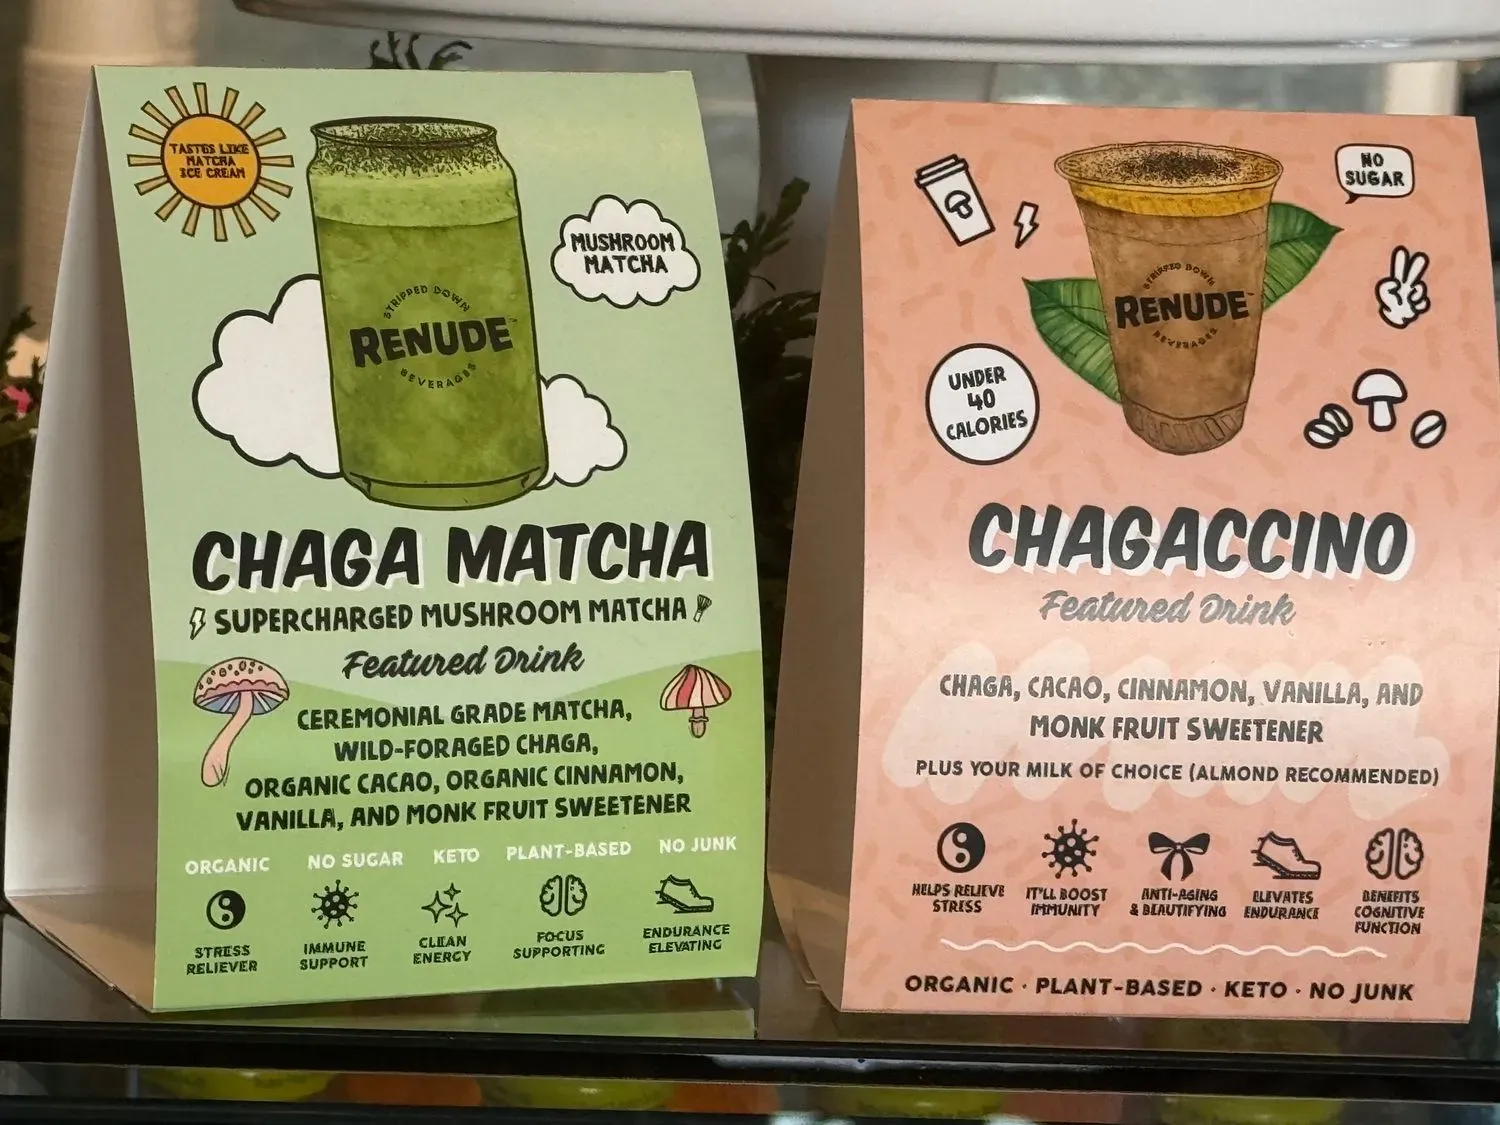 TASTES LIKE
MATCHA
ICE CREAM
MUSHROOM
MATCHA
STRIPPED DOWN
RENUDE™
BEVERAGES
CHAGA MATCHA
SUPERCHARGED MUSHROOM MATCHA
Featured Drink
CEREMONIAL GRADE MATCHA,
WILD-FORAGED CHAGA,
ORGANIC CACAO, ORGANIC CINNAMON,
VANILLA, AND MONK FRUIT SWEETENER
ORGANIC NO SUGAR KETO PLANT-BASED NO JUNK
STRESS
RELIEVER
IMMUNE
SUPPORT
CLEAN
ENERGY
FOCUS
SUPPORTING
ENDURANCE
ELEVATING
NO
SUGAR
STRIPPED DOWN
RENUDE™
BEVERAGES
UNDER
40
CALORIES
CHAGACCINO
Featured Drink
CHAGA, CACAO, CINNAMON, VANILLA, AND
MONK FRUIT SWEETENER
PLUS YOUR MILK OF CHOICE (ALMOND RECOMMENDED)
HELPS RELIEVE
STRESS
IT'LL BOOST
IMMUNITY
ANTI-AGING
& BEAUTIFYING
ELEVATES
ENDURANCE
BENEFITS
COGNITIVE
FUNCTION
ORGANIC · PLANT-BASED · KETO · NO JUNK